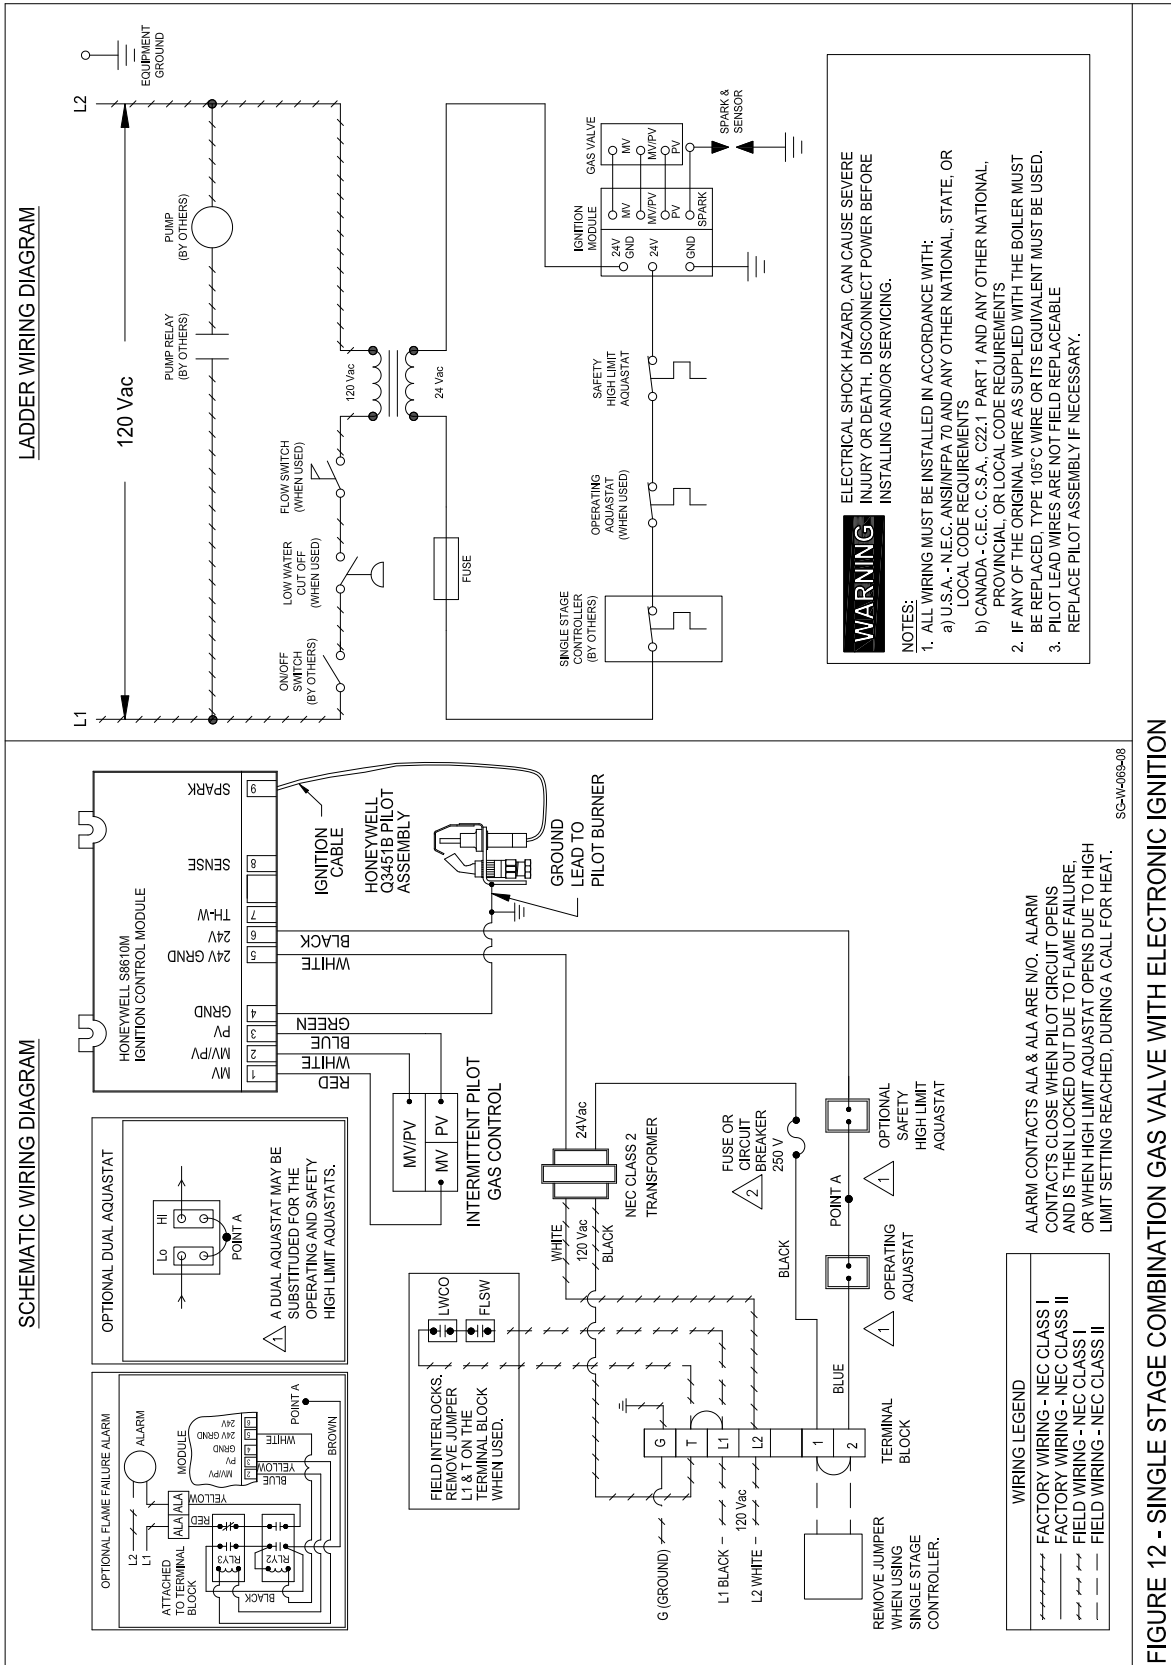 SCHEMATIC WIRING DIAGRAM
OPTIONAL FLAME FAILURE ALARM
L2
L1
ALARM
ATTACHED
TO TERMINAL
BLOCK
ALA
ALA
RED
YELLOW
RLY3
RLY2
BLACK
MODULE
MV/PV
PV
GRND
24V GRND
24V
2
3
4
5
6
BLUE
YELLOW
WHITE
BROWN
POINT A
OPTIONAL DUAL AQUASTAT
Lo
HI
POINT A
1
A DUAL AQUASTAT MAY BE
SUBSTITUDED FOR THE
OPERATING AND SAFETY
HIGH LIMIT AQUASTATS.
HONEYWELL S8610M
IGNITION CONTROL MODULE
MV
MV/PV
PV
GRND
24V GRND
24V
TH-W
SENSE
SPARK
1
2
3
4
5
6
7
8
9
RED
WHITE
BLUE
GREEN
WHITE
BLACK
IGNITION
CABLE
HONEYWELL
Q3451B PILOT
ASSEMBLY
GROUND
LEAD TO
PILOT BURNER
MV/PV
MV
PV
INTERMITTENT PILOT
GAS CONTROL
FIELD INTERLOCKS.
REMOVE JUMPER
L1 & T ON THE
TERMINAL BLOCK
WHEN USED.
LWCO
FLSW
WHITE
120 Vac
BLACK
24Vac
NEC CLASS 2
TRANSFORMER
2
FUSE OR
CIRCUIT
BREAKER
250 V
BLACK
G
T
L1
L2
1
2
TERMINAL
BLOCK
G (GROUND)
L1 BLACK
120 Vac
L2 WHITE
BLUE
1
OPERATING
AQUASTAT
POINT A
1
OPTIONAL
SAFETY
HIGH LIMIT
AQUASTAT
REMOVE JUMPER
WHEN USING
SINGLE STAGE
CONTROLLER.
WIRING LEGEND
FACTORY WIRING - NEC CLASS I
FACTORY WIRING - NEC CLASS II
FIELD WIRING - NEC CLASS I
FIELD WIRING - NEC CLASS II
ALARM CONTACTS ALA & ALA ARE N/O. ALARM
CONTACTS CLOSE WHEN PILOT CIRCUIT OPENS
AND IS THEN LOCKED OUT DUE TO FLAME FAILURE,
OR WHEN HIGH LIMIT AQUASTAT OPENS DUE TO HIGH
LIMIT SETTING REACHED, DURING A CALL FOR HEAT.
SG-W-069-08
LADDER WIRING DIAGRAM
L1
120 Vac
L2
EQUIPMENT
GROUND
PUMP RELAY
(BY OTHERS)
PUMP
(BY OTHERS)
ON/OFF
SWITCH
(BY OTHERS)
LOW WATER
CUT OFF
(WHEN USED)
FLOW SWITCH
(WHEN USED)
120 Vac
24 Vac
FUSE
SINGLE STAGE
CONTROLLER
(BY OTHERS)
OPERATING
AQUASTAT
(WHEN USED)
SAFETY
HIGH LIMIT
AQUASTAT
IGNITION
MODULE
24V
GND
24V
GND
MV
MV/PV
PV
SPARK
GAS VALVE
MV
MV/PV
PV
SPARK &
SENSOR
WARNING
ELECTRICAL SHOCK HAZARD, CAN CAUSE SEVERE
INJURY OR DEATH. DISCONNECT POWER BEFORE
INSTALLING AND/OR SERVICING.
NOTES:
1. ALL WIRING MUST BE INSTALLED IN ACCORDANCE WITH:
a) U.S.A. - N.E.C. ANSI/NFPA 70 AND ANY OTHER NATIONAL, STATE, OR
LOCAL CODE REQUIREMENTS
b) CANADA - C.E.C. C.S.A., C22.1 PART 1 AND ANY OTHER NATIONAL,
PROVINCIAL, OR LOCAL CODE REQUIREMENTS
2. IF ANY OF THE ORIGINAL WIRE AS SUPPLIED WITH THE BOILER MUST
BE REPLACED, TYPE 105°C WIRE OR ITS EQUIVALENT MUST BE USED.
3. PILOT LEAD WIRES ARE NOT FIELD REPLACEABLE
REPLACE PILOT ASSEMBLY IF NECESSARY.
FIGURE 12 - SINGLE STAGE COMBINATION GAS VALVE WITH ELECTRONIC IGNITION